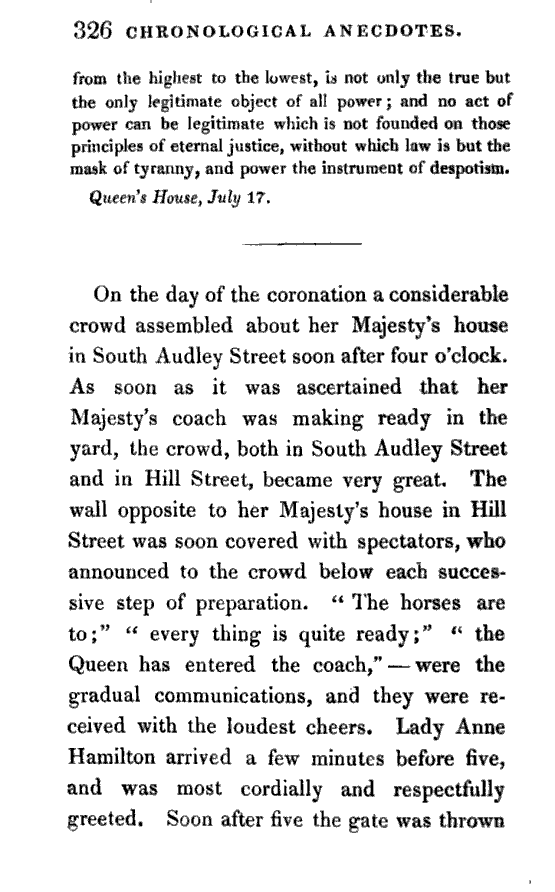 326 CHRONOLOGICAL ANECDOTES.
from the highest to the lowest, is not only the true but
the only legitimate object of all power; and no act of
power can be legitimate which is not founded on those
principles of eternal justice, without which law is but the
mask of tyranny, and power the instrument of despotism.
Queen's House, July 17.
On the day of the coronation a considerable
crowd assembled about her Majesty's house
in South Audley Street soon after four o'clock.
As soon as it was ascertained that her
Majesty's coach was making ready in the
yard, the crowd, both in South Audley Street
and in Hill Street, became very great. The
wall opposite to her Majesty's house in Hill
Street was soon covered with spectators, who
announced to the crowd below each succes-
sive step of preparation. “ The horses are
to;” “ every thing is quite ready;” “ the
Queen has entered the coach,” — were the
gradual communications, and they were re-
ceived with the loudest cheers. Lady Anne
Hamilton arrived a few minutes before five,
and was most cordially and respectfully
greeted. Soon after five the gate was thrown